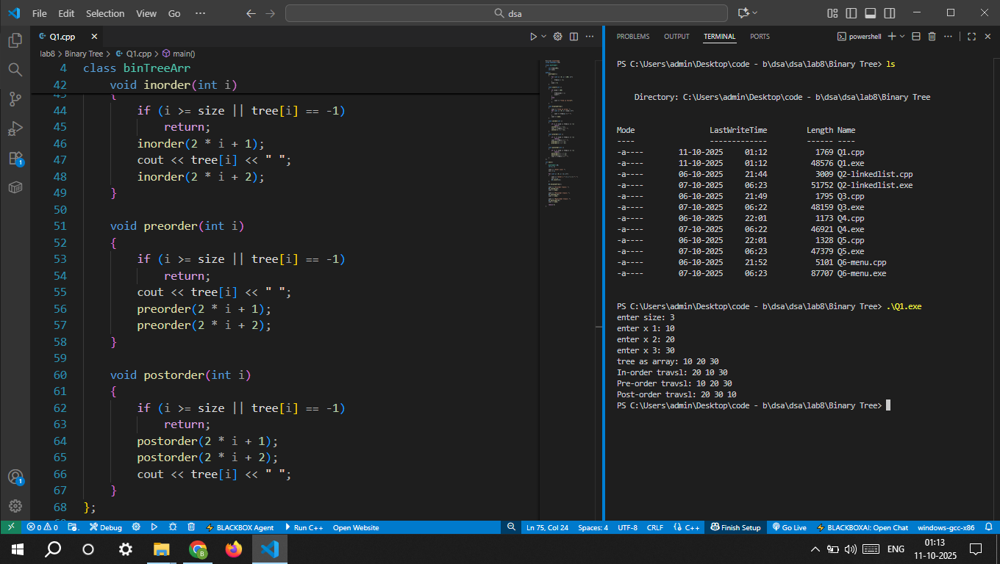 File Edit Selection View Go ··· dsa
Q1.cpp
lab8 > Binary Tree > Q1.cpp > main()
4 class binTreeArr
42 void inorder(int i)
43 {
44 if (i >= size || tree[i] == -1)
45 return;
46 inorder(2 * i + 1);
47 cout << tree[i] << " ";
48 inorder(2 * i + 2);
49 }
50
51 void preorder(int i)
52 {
53 if (i >= size || tree[i] == -1)
54 return;
55 cout << tree[i] << " ";
56 preorder(2 * i + 1);
57 preorder(2 * i + 2);
58 }
59
60 void postorder(int i)
61 {
62 if (i >= size || tree[i] == -1)
63 return;
64 postorder(2 * i + 1);
65 postorder(2 * i + 2);
66 cout << tree[i] << " ";
67 }
68 };
PROBLEMS OUTPUT TERMINAL PORTS powershell
PS C:\Users\admin\Desktop\code - b\dsa\dsa\lab8\Binary Tree> ls
Directory: C:\Users\admin\Desktop\code - b\dsa\dsa\lab8\Binary Tree
Mode LastWriteTime Length Name
---- ------------- ------ ----
-a---- 11-10-2025 01:12 1769 Q1.cpp
-a---- 11-10-2025 01:12 48576 Q1.exe
-a---- 06-10-2025 21:44 3009 Q2-linkedlist.cpp
-a---- 07-10-2025 06:23 51752 Q2-linkedlist.exe
-a---- 06-10-2025 21:49 1795 Q3.cpp
-a---- 07-10-2025 06:22 48159 Q3.exe
-a---- 06-10-2025 22:01 1173 Q4.cpp
-a---- 07-10-2025 06:22 46921 Q4.exe
-a---- 06-10-2025 22:01 1328 Q5.cpp
-a---- 07-10-2025 06:23 47379 Q5.exe
-a---- 06-10-2025 21:52 5101 Q6-menu.cpp
-a---- 07-10-2025 06:23 87707 Q6-menu.exe
PS C:\Users\admin\Desktop\code - b\dsa\dsa\lab8\Binary Tree> .\Q1.exe
enter size: 3
enter x 1: 10
enter x 2: 20
enter x 3: 30
tree as array: 10 20 30
In-order travsl: 20 10 30
Pre-order travsl: 10 20 30
Post-order travsl: 20 30 10
PS C:\Users\admin\Desktop\code - b\dsa\dsa\lab8\Binary Tree>
1
1
0 0 Debug BLACKBOX Agent Run C++ Open Website Ln 75, Col 24 Spaces: 4 UTF-8 CRLF {} C++ Finish Setup Go Live BLACKBOXAI: Open Chat windows-gcc-x86
B
ENG
01:13
11-10-2025